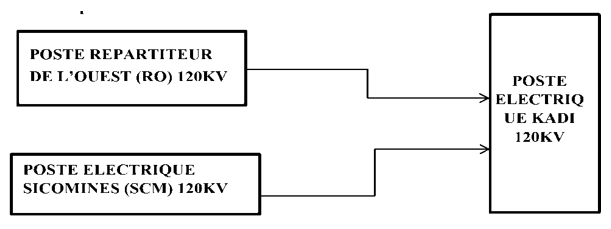 POSTE REPARTITEUR
DE L'OUEST (RO) 120KV
POSTE ELECTRIQUE
SICOMINES (SCM) 120KV
POSTE
ELECTRIQ
UE KADI
120KV